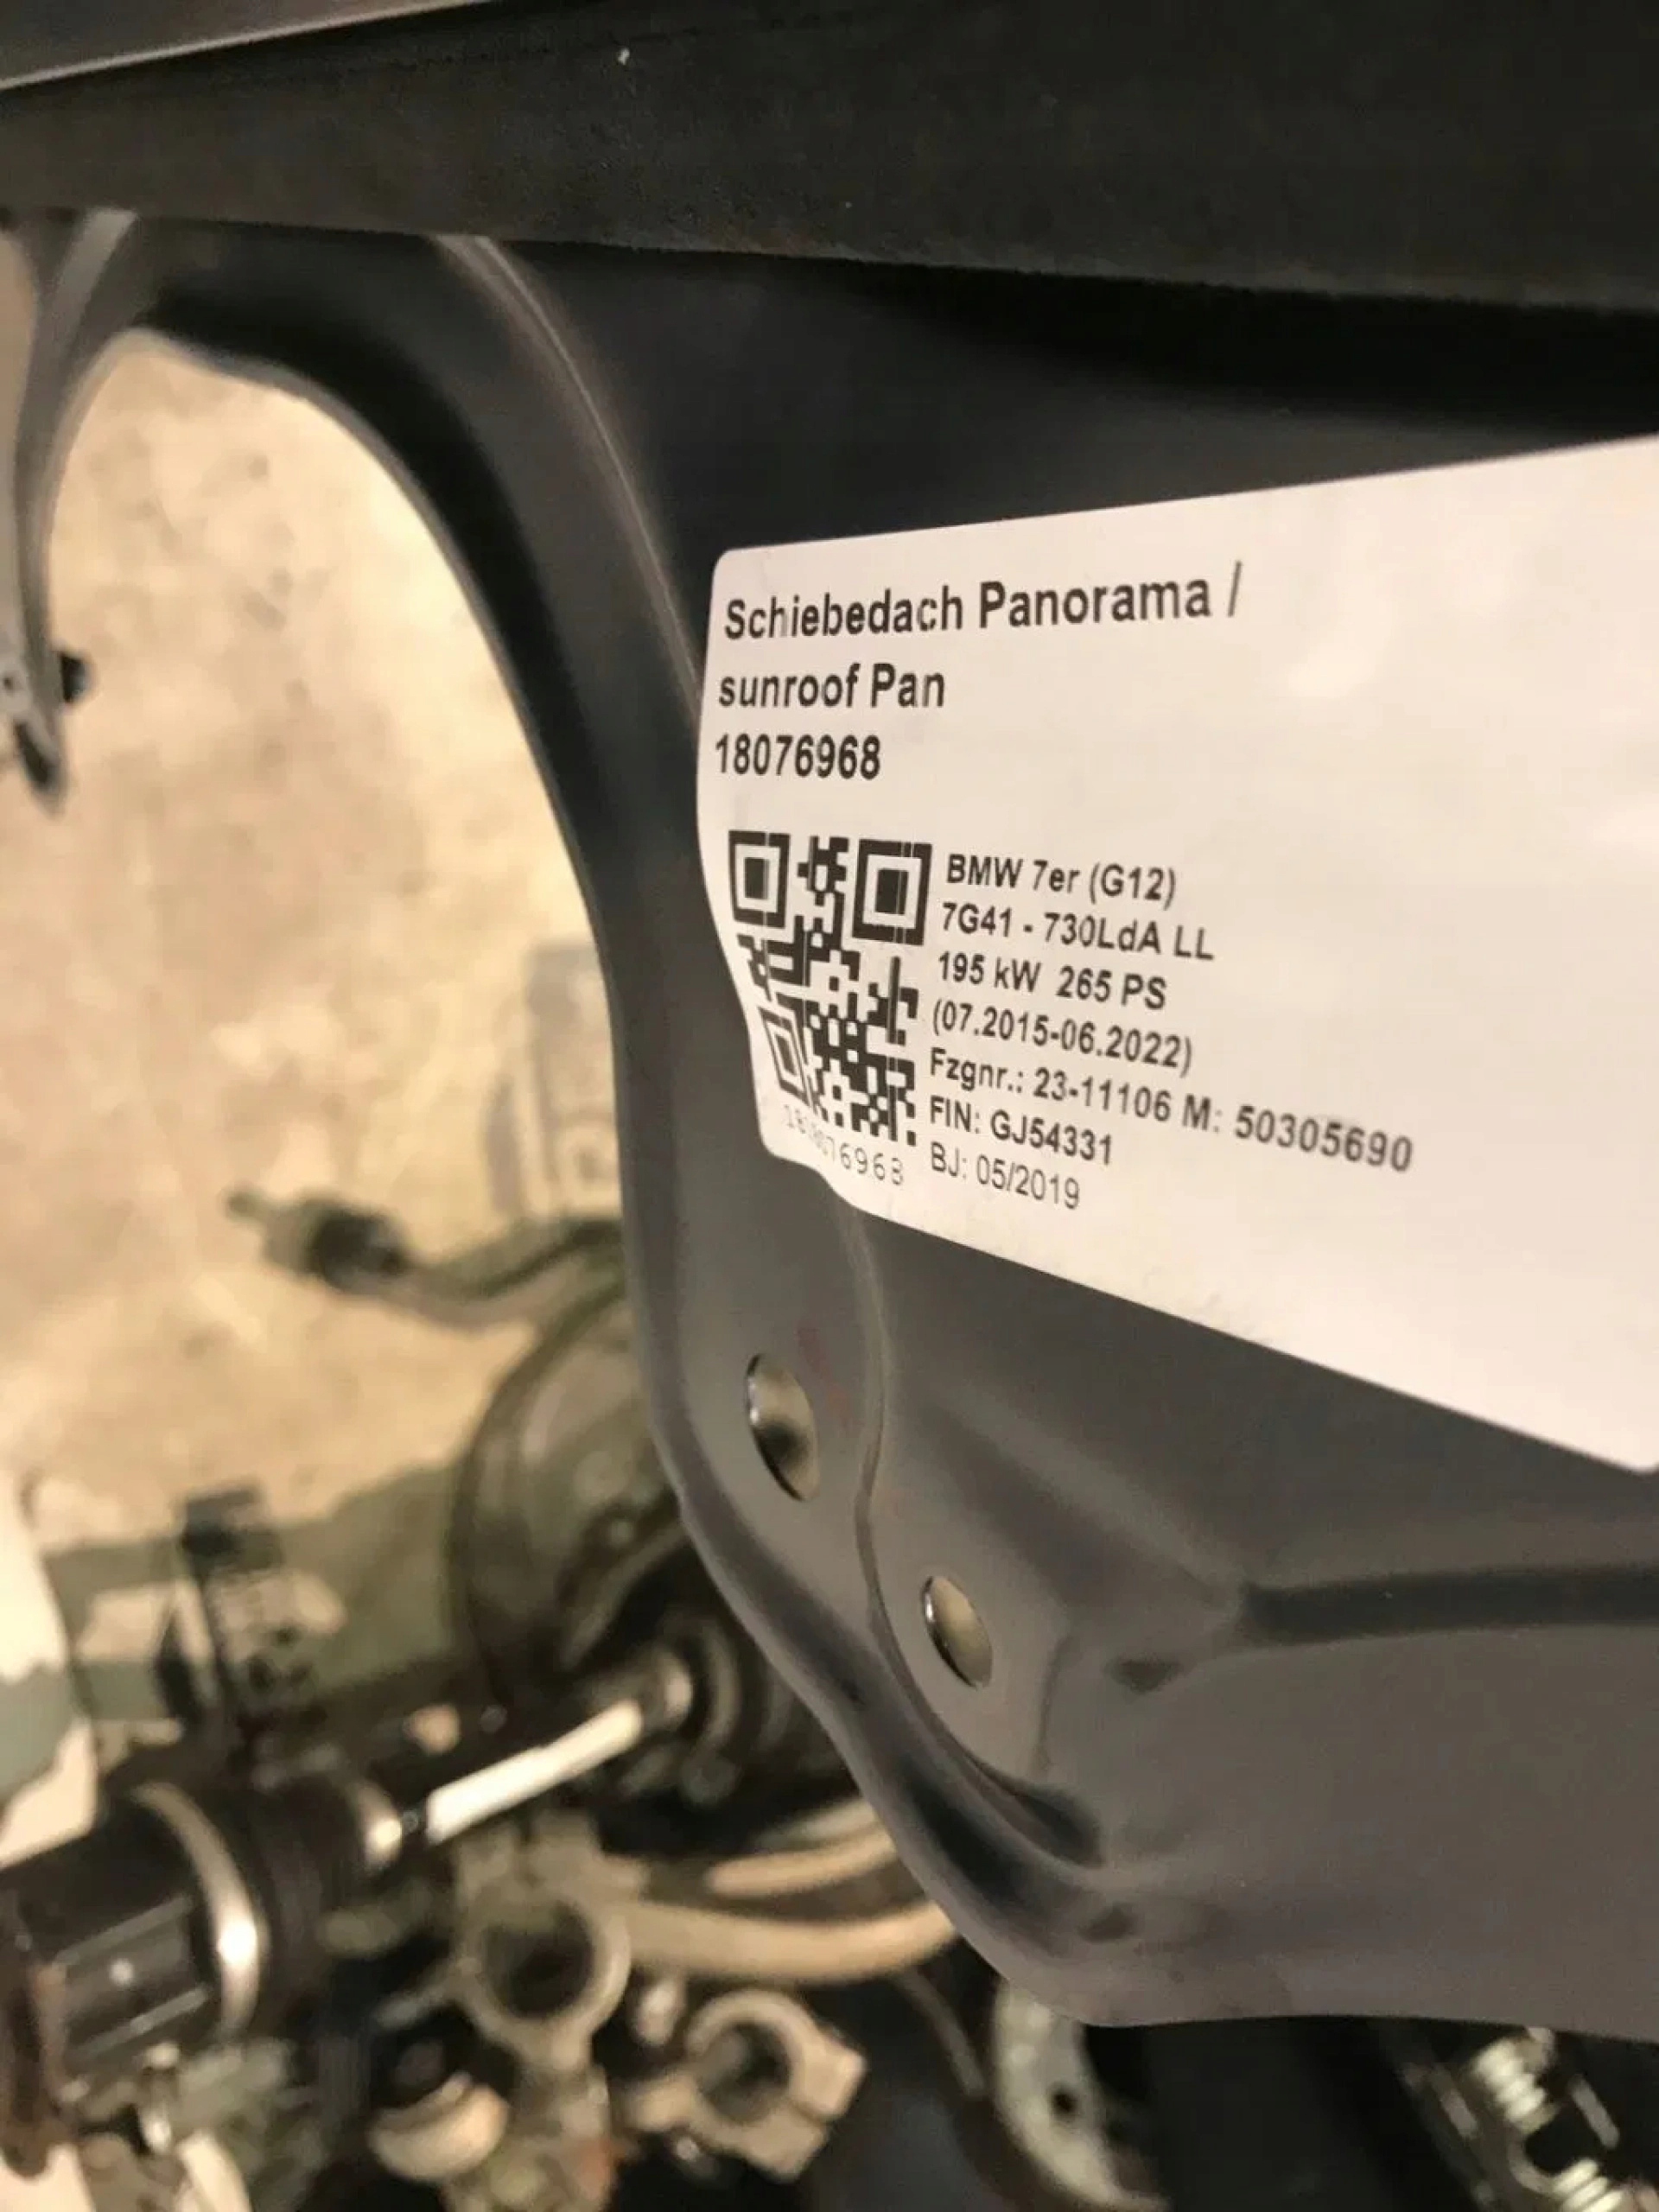 Schiebedach Panorama /
sunroof Pan
18076968
BMW 7er (G12)
7G41 - 730LdA LL
195 kW 265 PS
(07.2015-06.2022)
Fzgnr.: 23-11106 M: 50305690
FIN: GJ54331
BJ: 05/2019
18076968